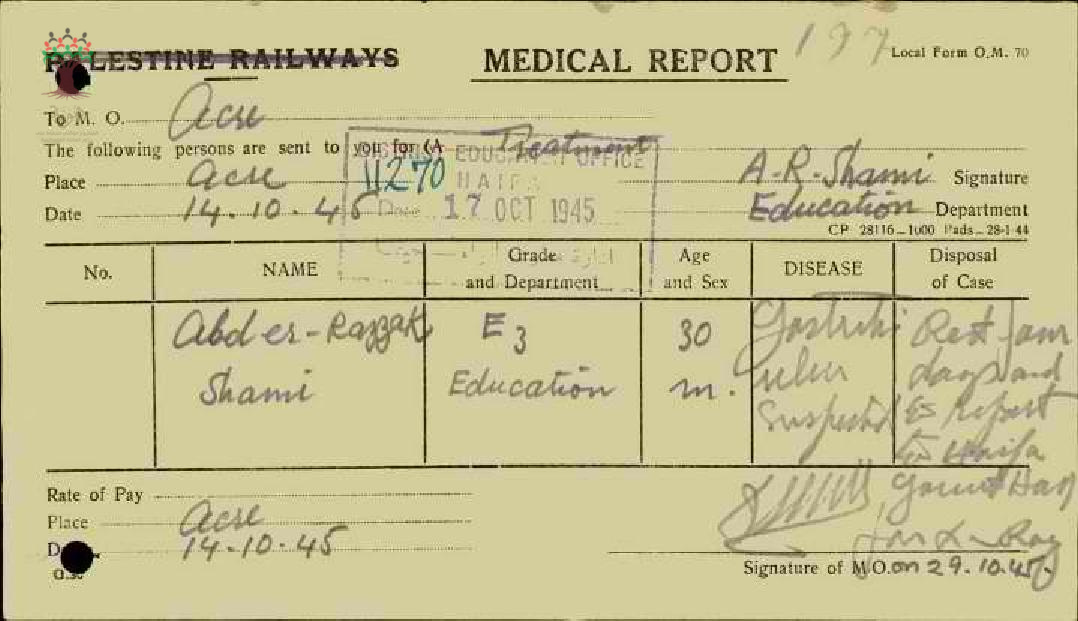 PALESTINE RAILWAYS
MEDICAL REPORT
197
Local Form O.M. 70
To M. O. Acre
The following persons are sent to you for (A Treatment
Place Acre
A. R. Shami Signature
Date 14.10.45
Education Department
DISTRICT EDUCATION OFFICE
11270 HAIFA
Date 17 OCT 1945
CP 28116–1000 Pads–28-1-44
No. NAME Grade and Department Age and Sex DISEASE Disposal of Case
Abd er-Razzak E3 30 Gastric Rest four
Shami Education m. ulcer days and
suspected to report
to Haifa
Rate of Pay
Govert
Place Acre
14-10-45
for X-Ray
Signature of M.O. on 29.10.45.